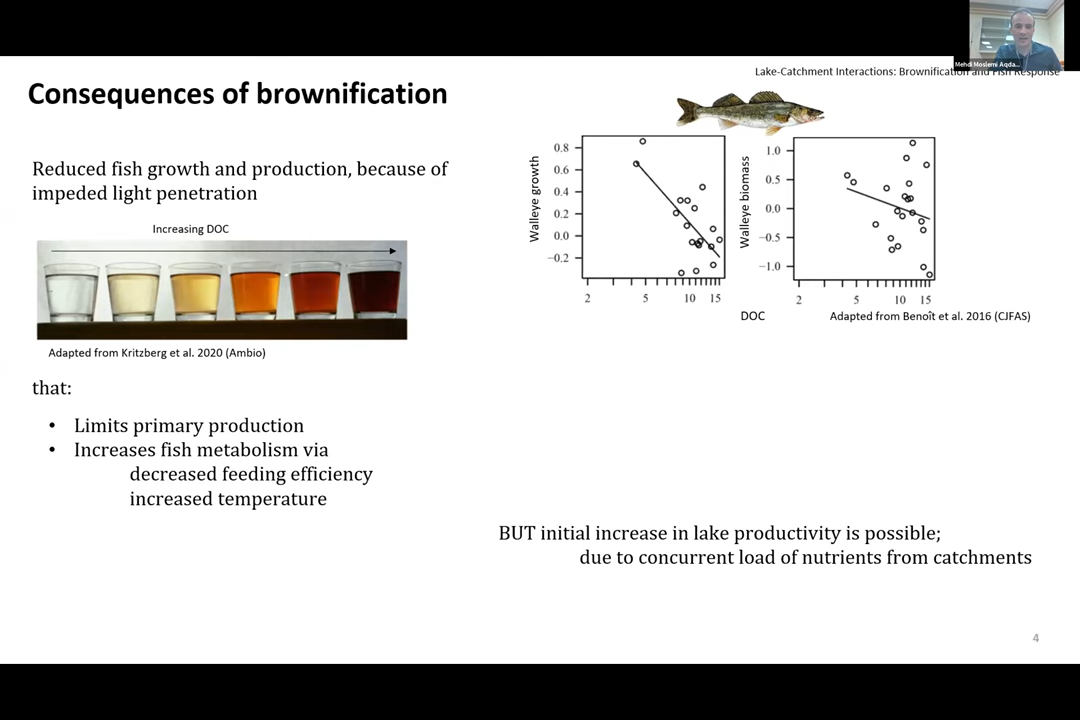 Mehdi Moslemi Aqda...
Lake-Catchment Interactions: Brownification and Fish Response
Consequences of brownification
Reduced fish growth and production, because of
impeded light penetration
Increasing DOC
Adapted from Kritzberg et al. 2020 (Ambio)
that:
• Limits primary production
• Increases fish metabolism via
decreased feeding efficiency
increased temperature
Walleye growth
0.8
0.6
0.4
0.2
0.0
−0.2
2 5 10 15
Walleye biomass
1.0
0.5
0.0
−0.5
−1.0
2 5 10 15
DOC
Adapted from Benoît et al. 2016 (CJFAS)
BUT initial increase in lake productivity is possible;
due to concurrent load of nutrients from catchments
4